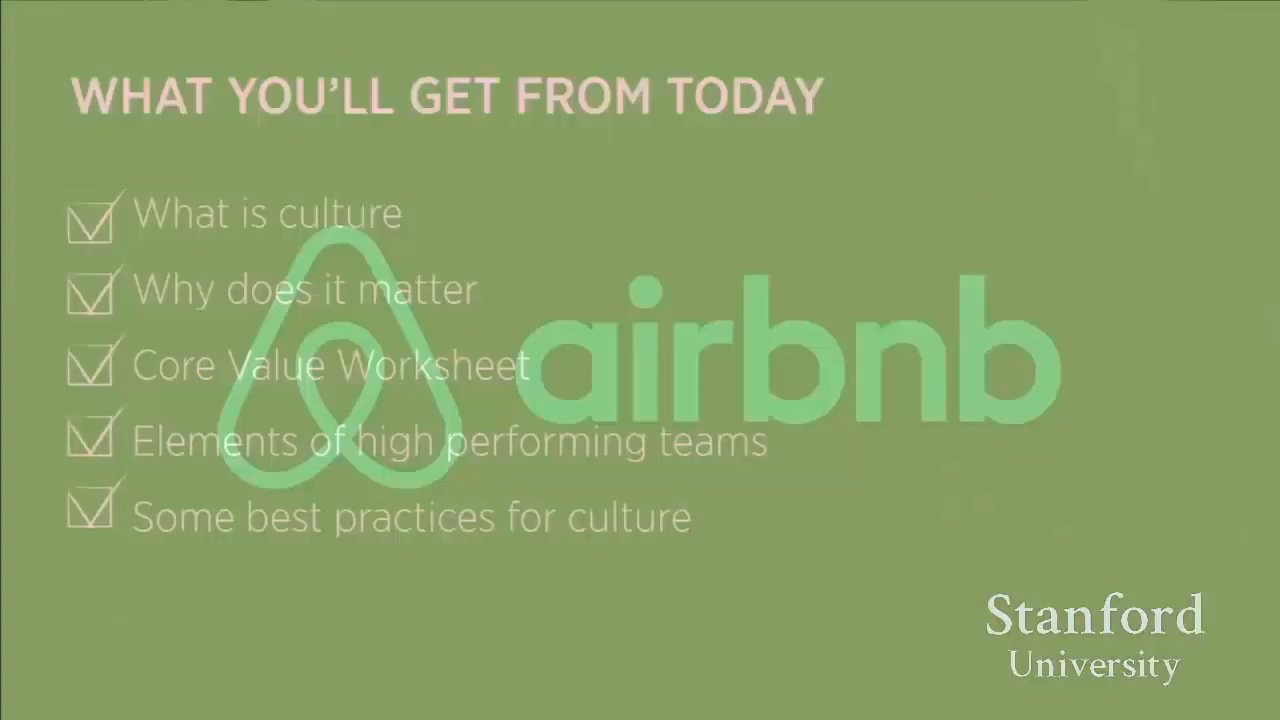 WHAT YOU'LL GET FROM TODAY
What is culture
Why does it matter
Core Value Worksheet
Elements of high performing teams
Some best practices for culture
airbnb
Stanford
University